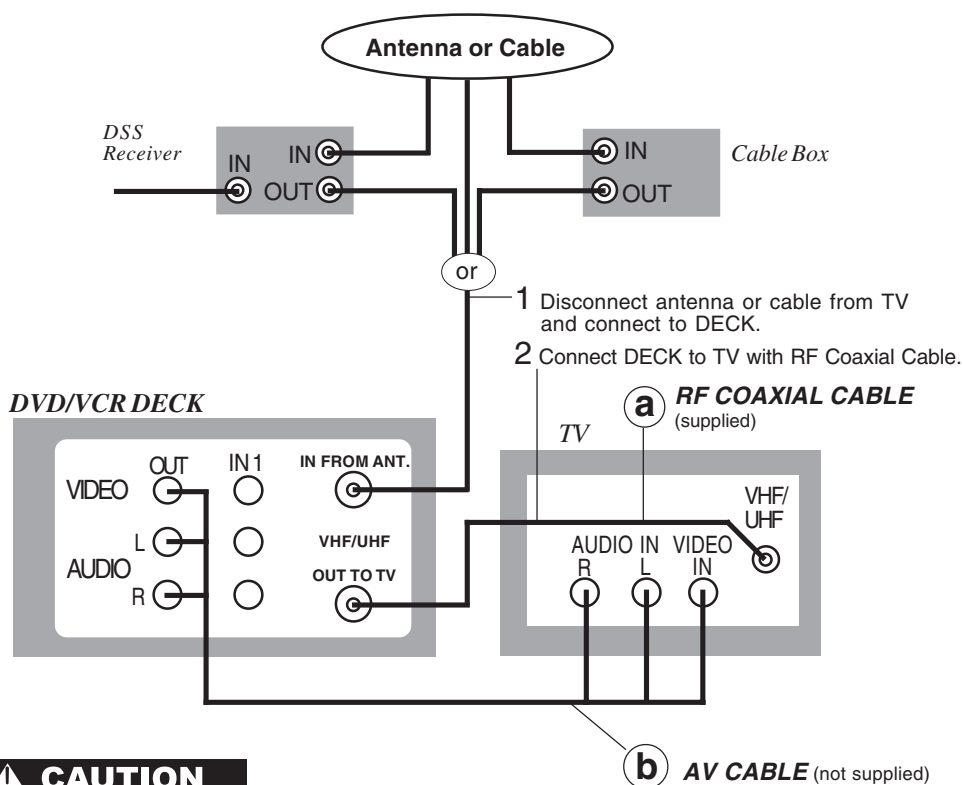 Antenna or Cable
DSS
Receiver
IN
IN
OUT
IN
OUT
Cable Box
or
1 Disconnect antenna or cable from TV
and connect to DECK.
2 Connect DECK to TV with RF Coaxial Cable.
DVD/VCR DECK
a RF COAXIAL CABLE
(supplied)
TV
OUT
IN 1
IN FROM ANT.
VIDEO
L
AUDIO
R
VHF/UHF
OUT TO TV
VHF/
UHF
AUDIO IN VIDEO
R L IN
b AV CABLE (not supplied)
CAUTION